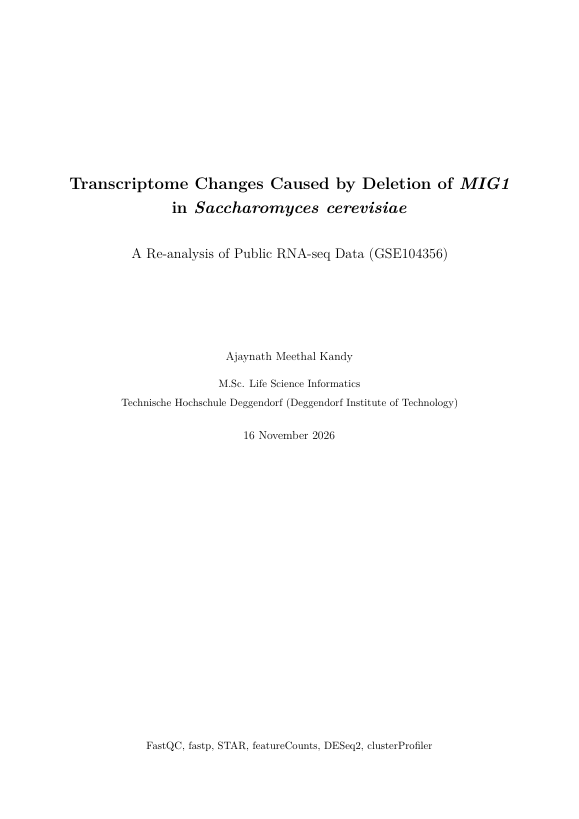 Transcriptome Changes Caused by Deletion of MIG1
in Saccharomyces cerevisiae
A Re-analysis of Public RNA-seq Data (GSE104356)
Ajaynath Meethal Kandy
M.Sc. Life Science Informatics
Technische Hochschule Deggendorf (Deggendorf Institute of Technology)
16 November 2026
FastQC, fastp, STAR, featureCounts, DESeq2, clusterProfiler